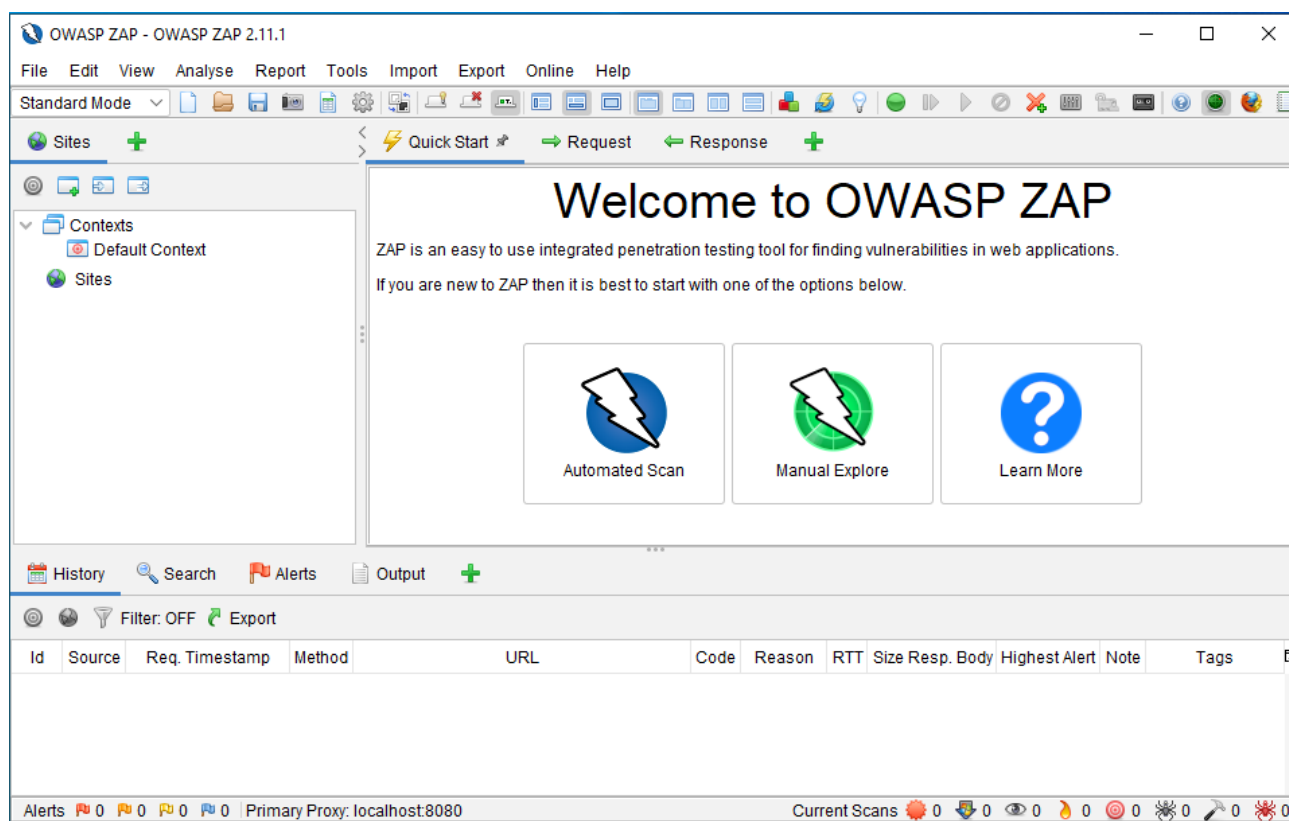 OWASP ZAP - OWASP ZAP 2.11.1
File Edit View Analyse Report Tools Import Export Online Help
Standard Mode
Sites
Quick Start Request Response
Welcome to OWASP ZAP
Contexts
Default Context
Sites
ZAP is an easy to use integrated penetration testing tool for finding vulnerabilities in web applications.
If you are new to ZAP then it is best to start with one of the options below.
Automated Scan Manual Explore Learn More
History Search Alerts Output
Filter: OFF Export
Id Source Req. Timestamp Method URL Code Reason RTT Size Resp. Body Highest Alert Note Tags
Alerts 0 0 0 0 Primary Proxy: localhost:8080 Current Scans 0 0 0 0 0 0 0 0